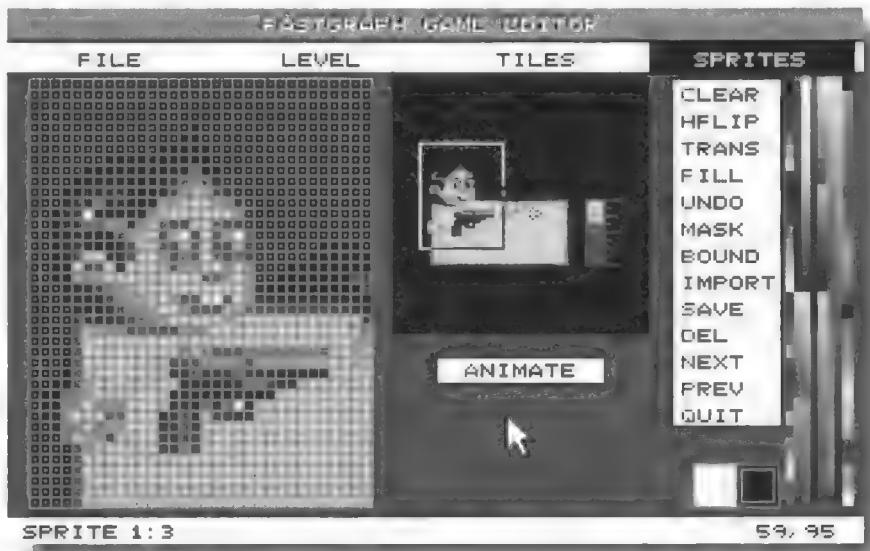 FASTGRAPH GAME EDITOR
FILE LEVEL TILES SPRITES
CLEAR
HFLIP
TRANS
FILL
UNDO
MASK
BOUND
IMPORT
SAVE
DEL
NEXT
PREV
QUIT
ANIMATE
SPRITE 1:3 59, 95